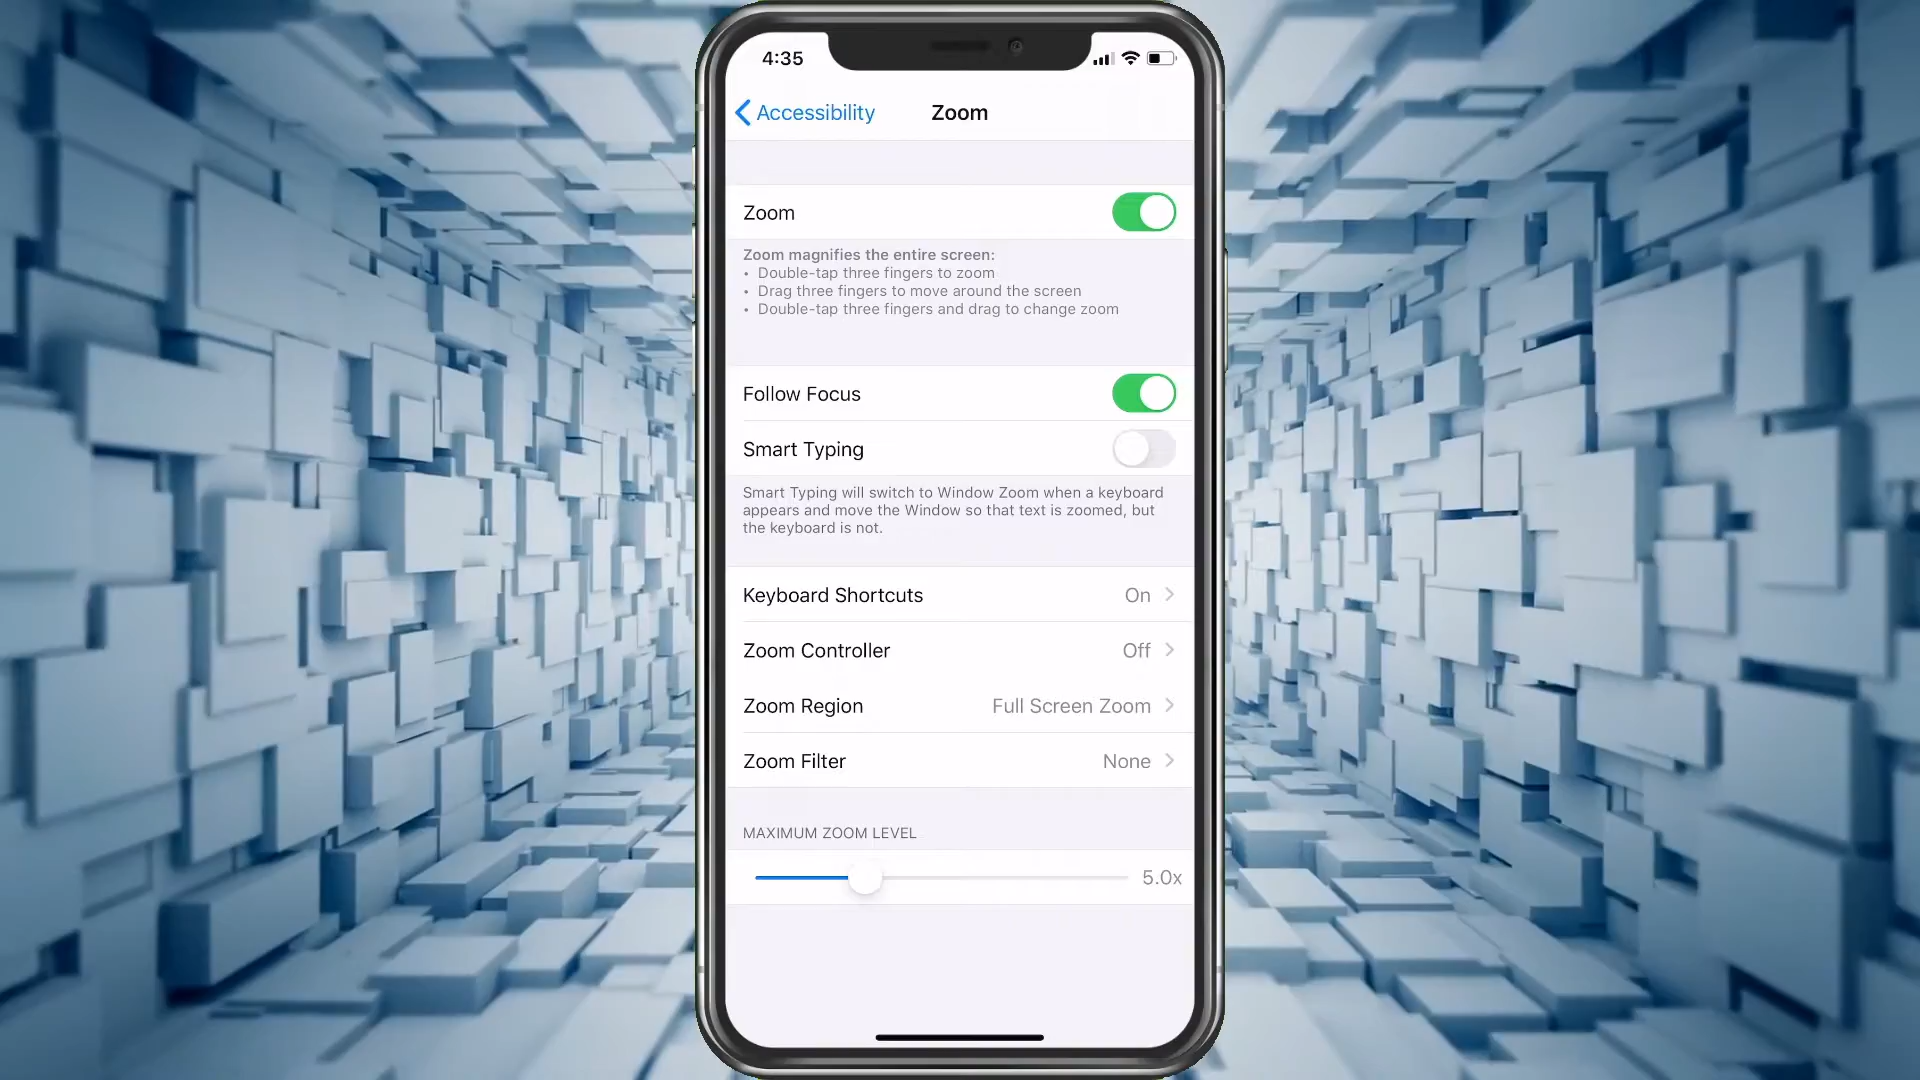 4:35
Accessibility
Zoom
Zoom
Zoom magnifies the entire screen:
• Double-tap three fingers to zoom
• Drag three fingers to move around the screen
• Double-tap three fingers and drag to change zoom
Follow Focus
Smart Typing
Smart Typing will switch to Window Zoom when a keyboard
appears and move the Window so that text is zoomed, but
the keyboard is not.
Keyboard Shortcuts On
Zoom Controller Off
Zoom Region Full Screen Zoom
Zoom Filter None
MAXIMUM ZOOM LEVEL
5.0x